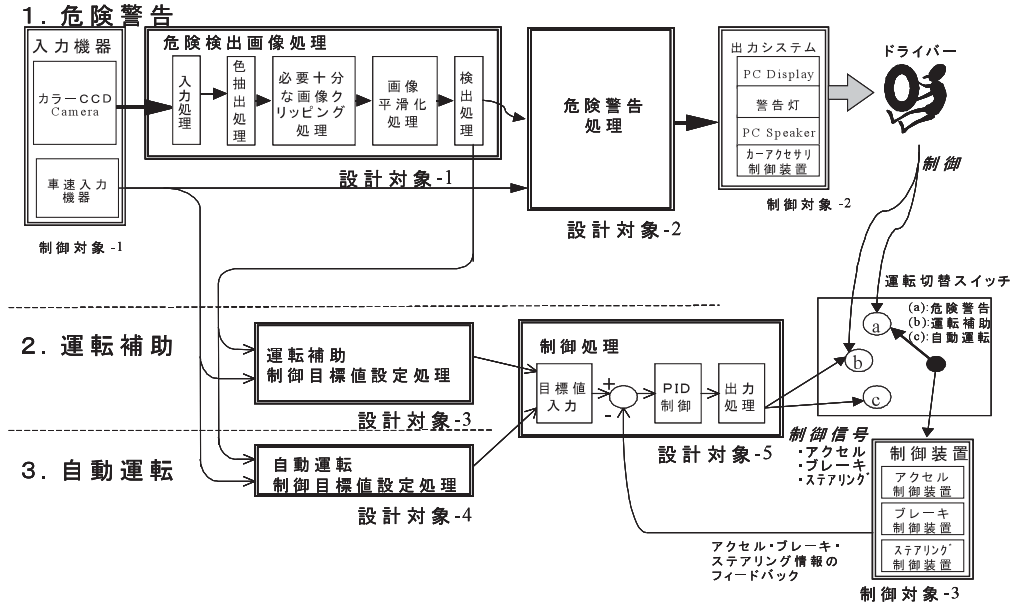 1. 危険警告
入力機器
カラーCCD
Camera
車速入力
機器
制御対象-1
危険検出画像処理
入力処理
色抽出処理
必要十分
な画像ク
リッピング
処理
画像
平滑化
処理
検出処理
設計対象-1
危険警告
処理
設計対象-2
出力システム
PC Display
警告灯
PC Speaker
カーアクセサリ
制御装置
制御対象-2
ドライバー
制御
運転切替スイッチ
(a):危険警告
(b):運転補助
(c):自動運転
a
b
c
2. 運転補助
運転補助
制御目標値設定処理
設計対象-3
制御処理
目標値
入力
+
-
PID
制御
出力
処理
設計対象-5
制御信号
・アクセル
・ブレーキ
・ステアリング
3. 自動運転
自動運転
制御目標値設定処理
設計対象-4
制御装置
アクセル
制御装置
ブレーキ
制御装置
ステアリング
制御装置
制御対象-3
アクセル・ブレーキ・
ステアリング情報の
フィードバック